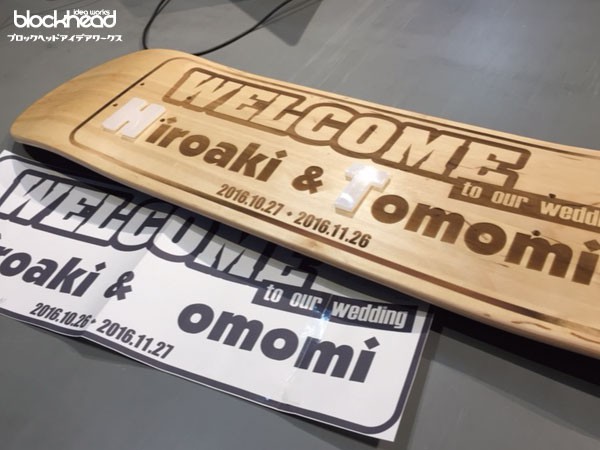 idea works
blockhead
ブロックヘッドアイデアワークス
WELCOME
to our wedding
Hiroaki & Tomomi
2016.10.27・2016.11.26
WELCOME
to our wedding
iroaki & omomi
2016.10.26・2016.11.27